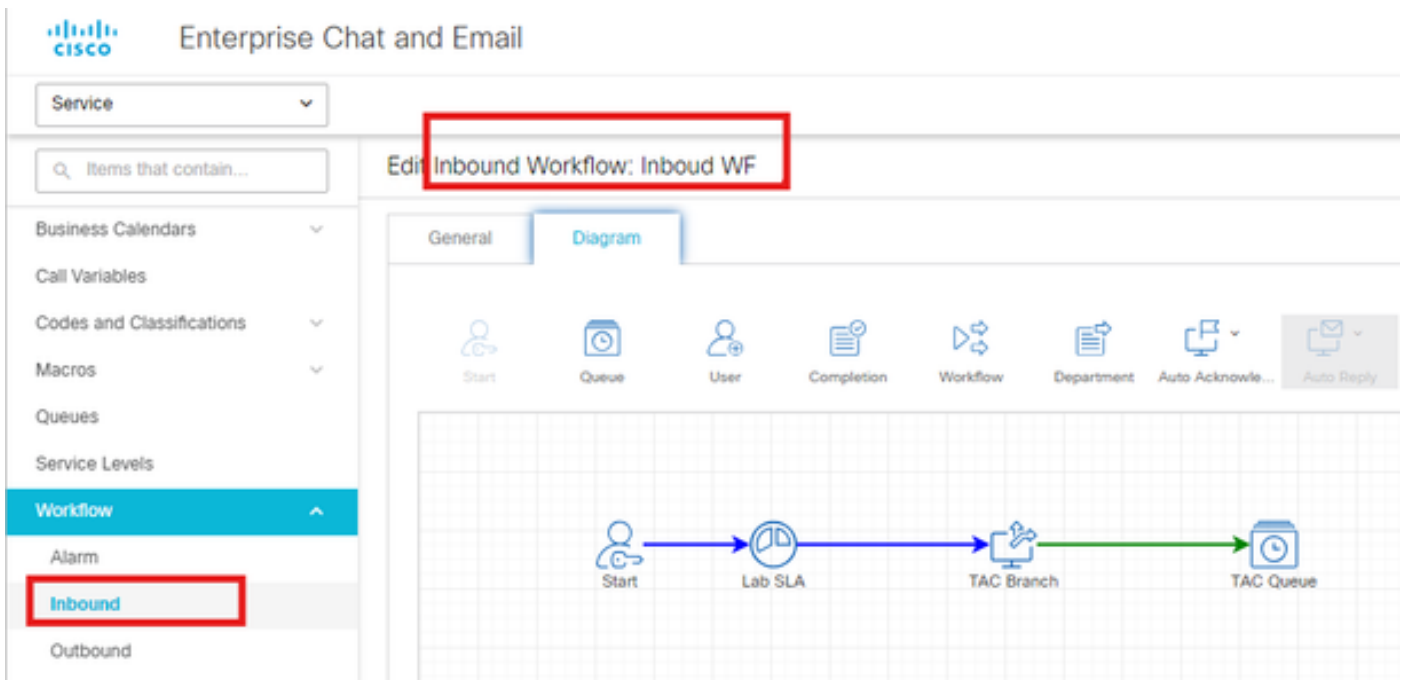 CISCO
Enterprise Chat and Email
Service
Items that contain...
Edit Inbound Workflow: Inboud WF
Business Calendars
Call Variables
Codes and Classifications
Macros
Queues
Service Levels
Workflow
Alarm
Inbound
Outbound
General
Diagram
Start
Queue
User
Completion
Workflow
Department
Auto Acknowle...
Auto Reply
Start
Lab SLA
TAC Branch
TAC Queue